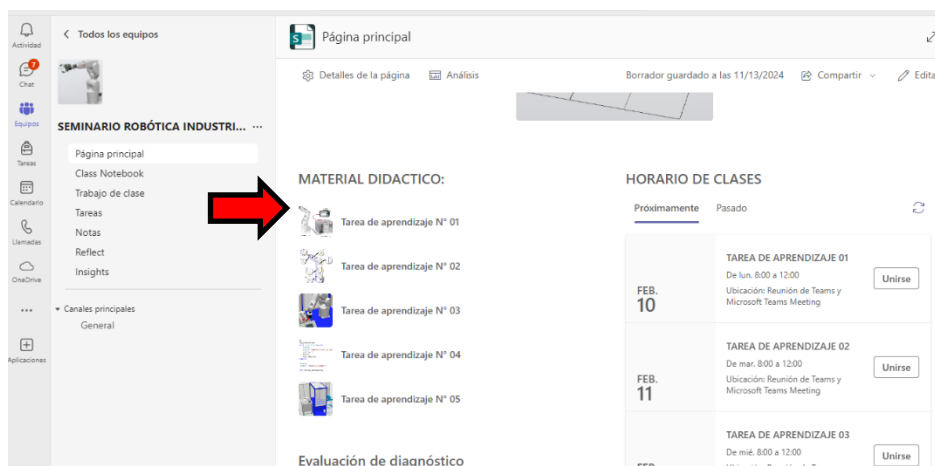 Actividad
7
Chat
Equipos
Tareas
Calendario
Llamadas
OneDrive
Aplicaciones
Todos los equipos
SEMINARIO ROBÓTICA INDUSTRI... ...
Página principal
Class Notebook
Trabajo de clase
Tareas
Notas
Reflect
Insights
Canales principales
General
S
Página principal
Detalles de la página
Análisis
Borrador guardado a las 11/13/2024
Compartir
Edita
MATERIAL DIDACTICO:
Tarea de aprendizaje N° 01
Tarea de aprendizaje N° 02
Tarea de aprendizaje N° 03
Tarea de aprendizaje N° 04
Tarea de aprendizaje N° 05
Evaluación de diagnóstico
HORARIO DE CLASES
Próximamente
Pasado
FEB.
10
TAREA DE APRENDIZAJE 01
De lun. 8:00 a 12:00
Ubicación: Reunión de Teams y
Microsoft Teams Meeting
Unirse
FEB.
11
TAREA DE APRENDIZAJE 02
De mar. 8:00 a 12:00
Ubicación: Reunión de Teams y
Microsoft Teams Meeting
Unirse
TAREA DE APRENDIZAJE 03
De mié. 8:00 a 12:00
Unirse